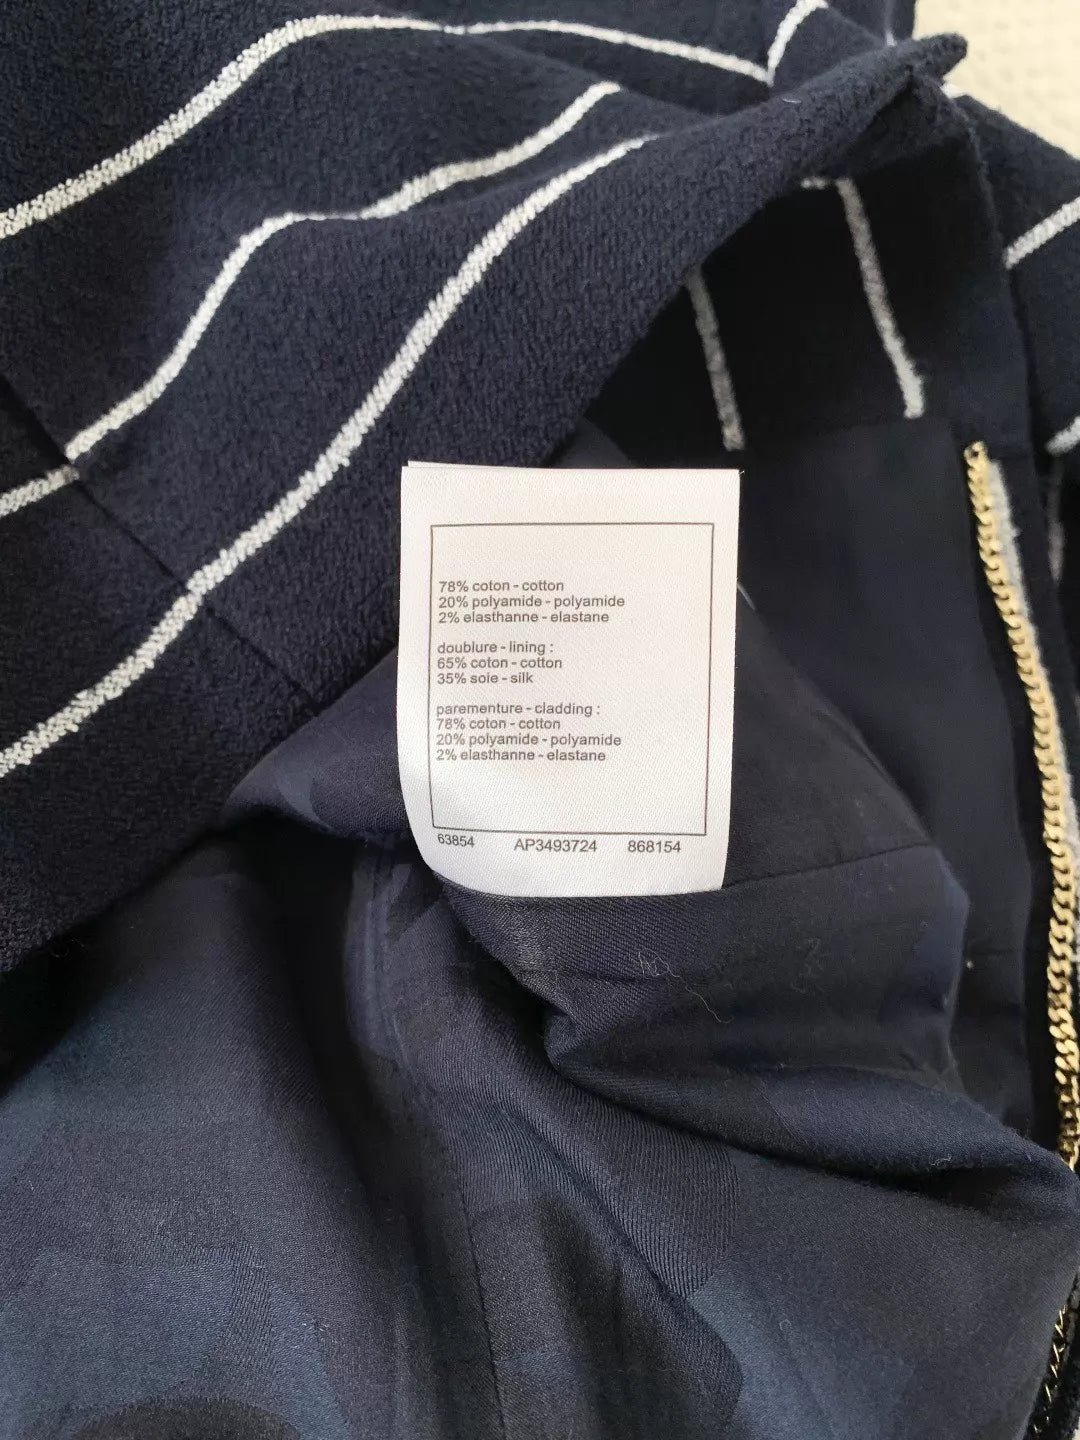 78% coton - cotton
20% polyamide - polyamide
2% elasthanne - elastane
doublure - lining :
65% coton - cotton
35% soie - silk
parementure - cladding :
78% coton - cotton
20% polyamide - polyamide
2% elasthanne - elastane
63854 AP3493724 868154